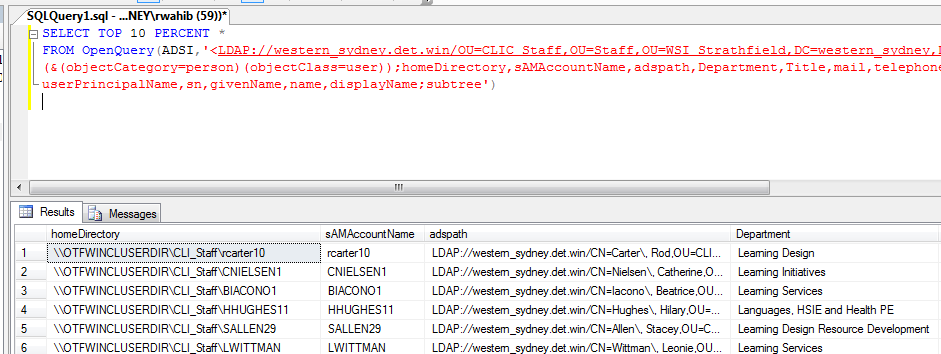 SQLQuery1.sql - ...NEY\rwahib (59))*
SELECT TOP 10 PERCENT *
FROM OpenQuery(ADSI,'<LDAP://western_sydney.det.win/OU=CLIC Staff,OU=Staff,OU=WSI Strathfield,DC=western_sydney,
(&(objectCategory=person)(objectClass=user));homeDirectory,sAMAccountName,adspath,Department,Title,mail,telephone
userPrincipalName,sn,givenName,name,displayName;subtree')
Results Messages
homeDirectory sAMAccountName adspath Department
1 \\OTFWINCLUSERDIR\CLI_Staff\rcarter10 rcarter10 LDAP://western_sydney.det.win/CN=Carter\, Rod,OU=CLI... Learning Design
2 \\OTFWINCLUSERDIR\CLI_Staff\CNIELSEN1 CNIELSEN1 LDAP://western_sydney.det.win/CN=Nielsen\, Catherine,O... Learning Initiatives
3 \\OTFWINCLUSERDIR\CLI_Staff\BIACONO1 BIACONO1 LDAP://western_sydney.det.win/CN=Iacono\, Beatrice,OU... Learning Services
4 \\OTFWINCLUSERDIR\CLI_Staff\HHUGHES11 HHUGHES11 LDAP://western_sydney.det.win/CN=Hughes\, Hilary,OU=... Languages, HSIE and Health PE
5 \\OTFWINCLUSERDIR\CLI_Staff\SALLEN29 SALLEN29 LDAP://western_sydney.det.win/CN=Allen\, Stacey,OU=C... Learning Design Resource Development
6 \\OTFWINCLUSERDIR\CLI_Staff\LWITTMAN LWITTMAN LDAP://western_sydney.det.win/CN=Wittman\, Leonie,OU... Learning Services